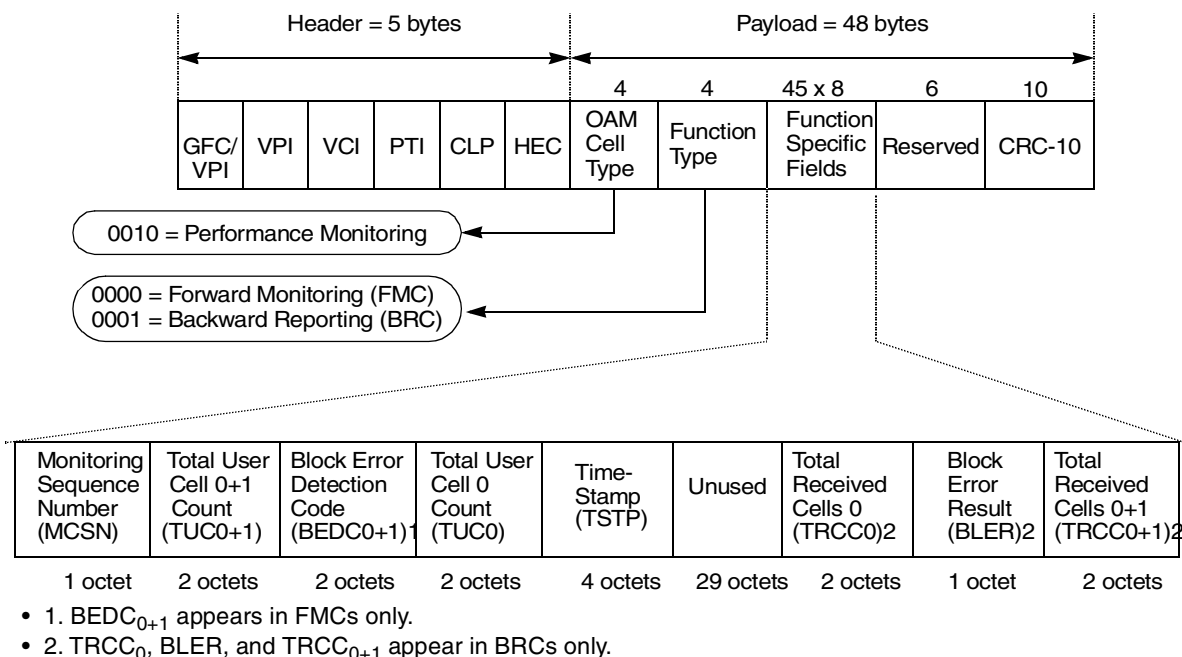 Header = 5 bytes
Payload = 48 bytes
4
4
45 x 8
6
10
GFC/
VPI
VPI
VCI
PTI
CLP
HEC
OAM
Cell
Type
Function
Type
Function
Specific
Fields
Reserved
CRC-10
0010 = Performance Monitoring
0000 = Forward Monitoring (FMC)
0001 = Backward Reporting (BRC)
Monitoring
Sequence
Number
(MCSN)
Total User
Cell 0+1
Count
(TUC0+1)
Block Error
Detection
Code
(BEDC0+1)1
Total User
Cell 0
Count
(TUC0)
Time-
Stamp
(TSTP)
Unused
Total
Received
Cells 0
(TRCC0)2
Block
Error
Result
(BLER)2
Total
Received
Cells 0+1
(TRCC0+1)2
1 octet
2 octets
2 octets
2 octets
4 octets
29 octets
2 octets
1 octet
2 octets
• 1. BEDC0+1 appears in FMCs only.
• 2. TRCC0, BLER, and TRCC0+1 appear in BRCs only.